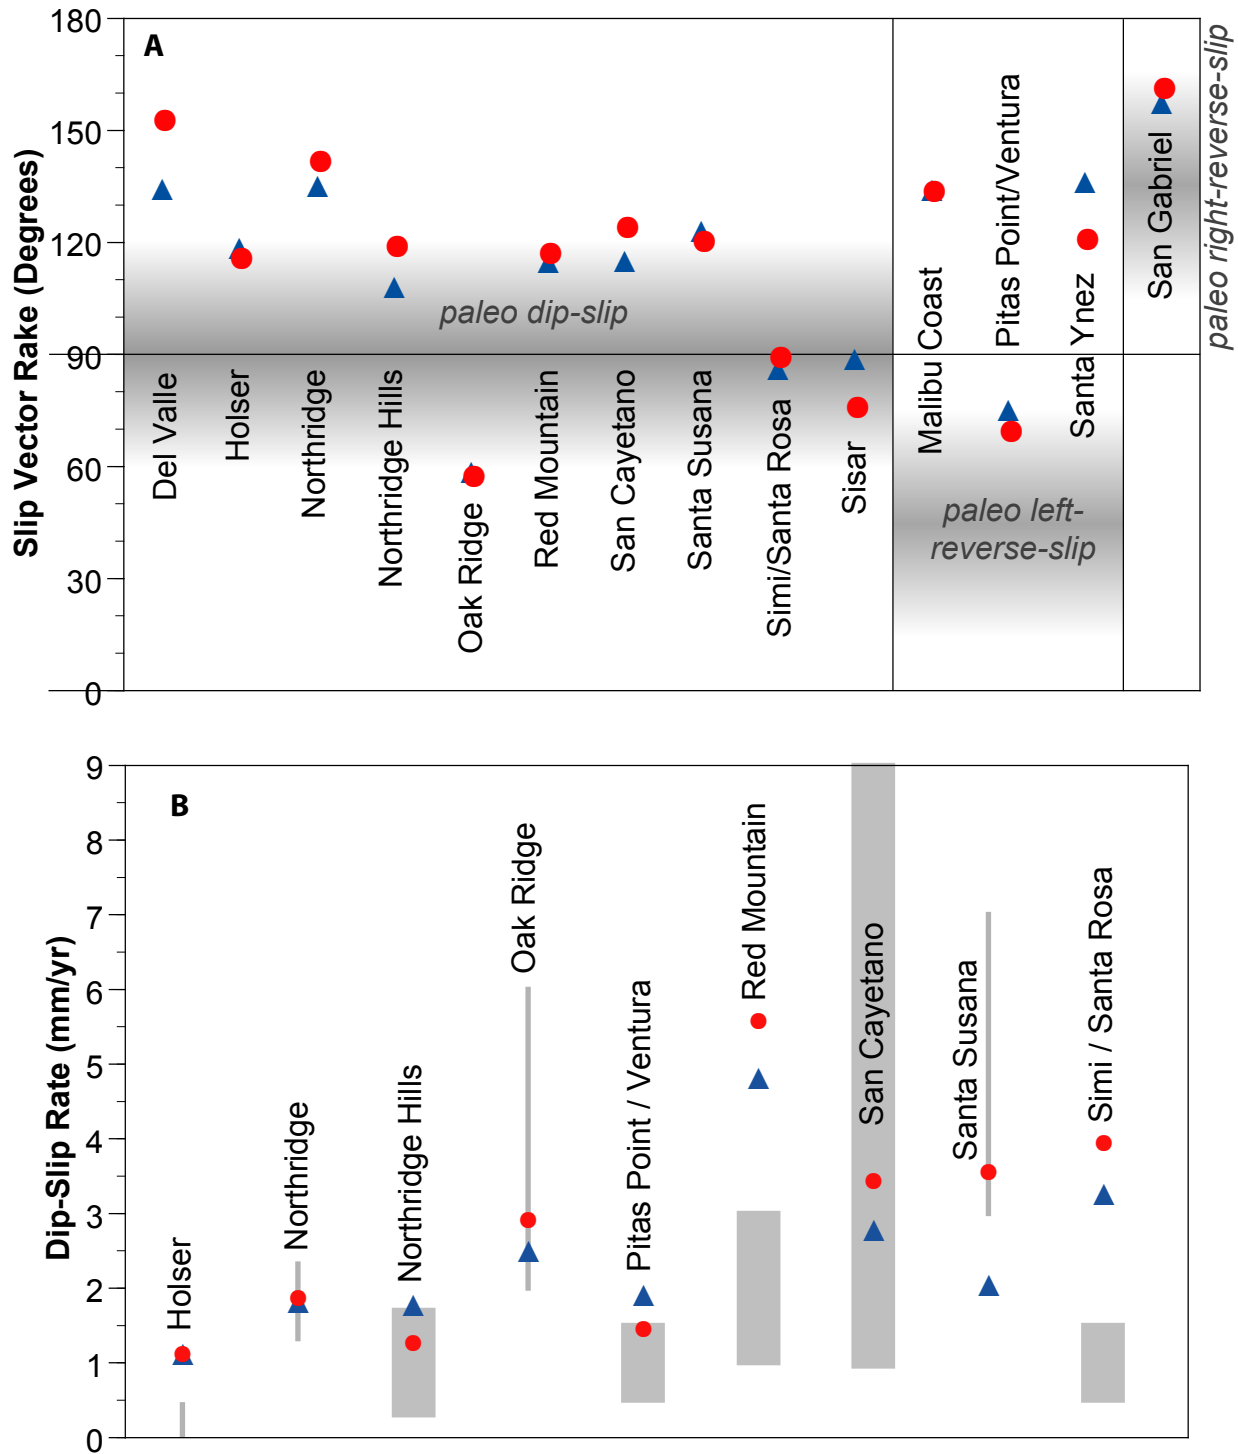 A
180
150
120
90
60
30
0
Slip Vector Rake (Degrees)
Del Valle
Holser
Northridge
Northridge Hills
Oak Ridge
Red Mountain
San Cayetano
Santa Susana
Simi/Santa Rosa
Sisar
Malibu Coast
Pitas Point/Ventura
Santa Ynez
San Gabriel
paleo dip-slip
paleo left-
reverse-slip
paleo right-reverse-slip
B
9
8
7
6
5
4
3
2
1
0
Dip-Slip Rate (mm/yr)
Holser
Northridge
Northridge Hills
Oak Ridge
Pitas Point / Ventura
Red Mountain
San Cayetano
Santa Susana
Simi / Santa Rosa